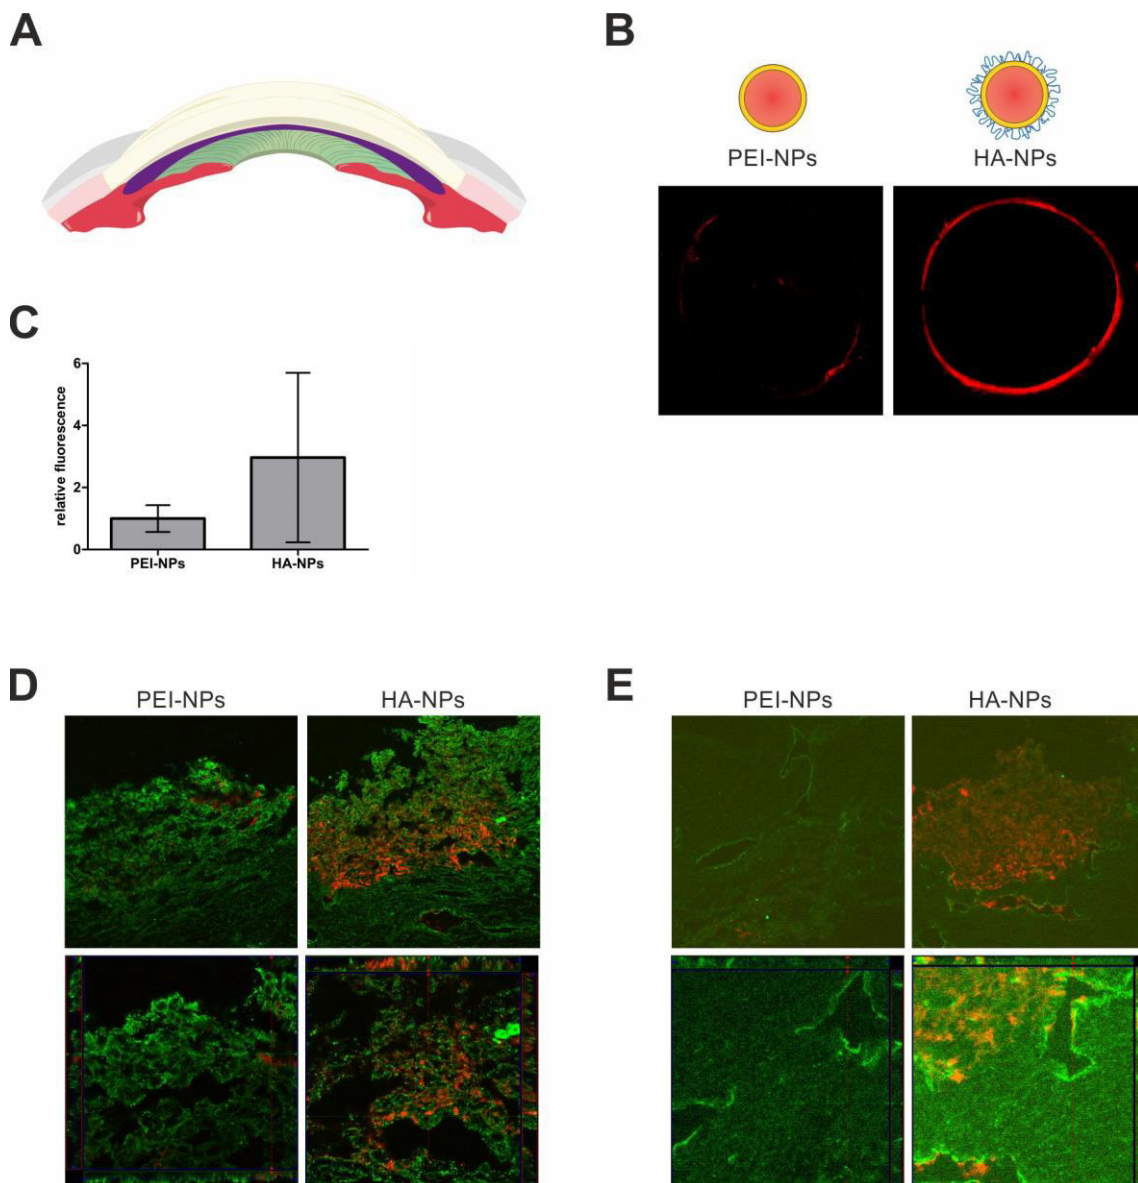 A
B
PEI-NPs
HA-NPs
C
6
4
2
0
relative fluorescence
PEI-NPs
HA-NPs
D
PEI-NPs
HA-NPs
E
PEI-NPs
HA-NPs